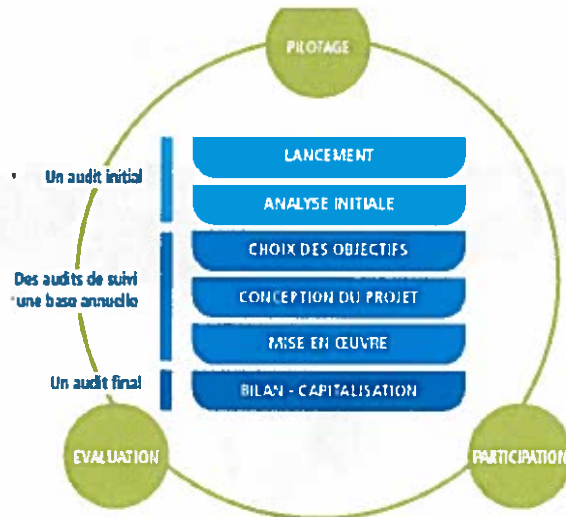 PILOTAGE
LANCEMENT
Un audit initial
ANALYSE INITIALE
CHOIX DES OBJECTIFS
Des audits de suivi
une base annuelle
CONCEPTION DU PROJET
MISE EN ŒUVRE
Un audit final
BILAN - CAPITALISATION
EVALUATION
PARTICIPATION